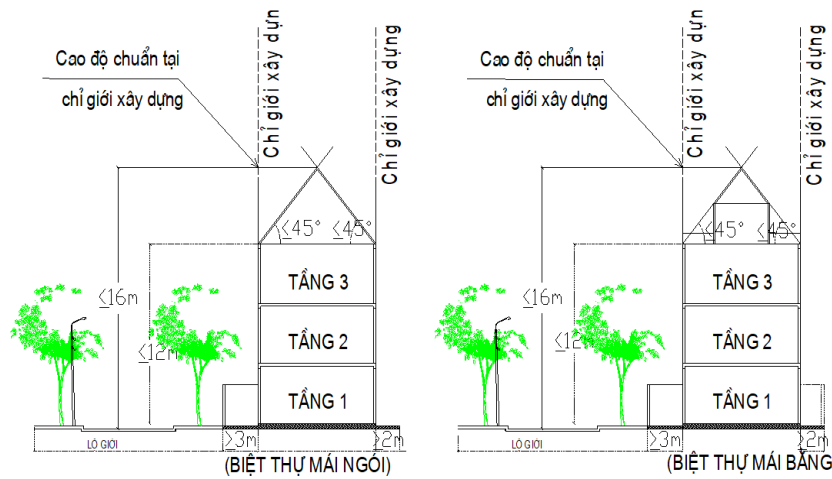 Cao độ chuẩn tại
chỉ giới xây dựng
Chỉ giới xây dựn
Chỉ giới xây dựng
≤45° ≤45°
TẦNG 3
≤16m
TẦNG 2
≤12m
TẦNG 1
LỘ GIỚI
≥3m
≥2m
(BIỆT THỰ MÁI NGÓI)
Cao độ chuẩn tại
chỉ giới xây dựng
Chỉ giới xây dựng
Chỉ giới xây dựng
≤45° ≤45°
TẦNG 3
≤16m
TẦNG 2
≤12
TẦNG 1
LỘ GIỚI
≥3m
≥2m
(BIỆT THỰ MÁI BẰNG